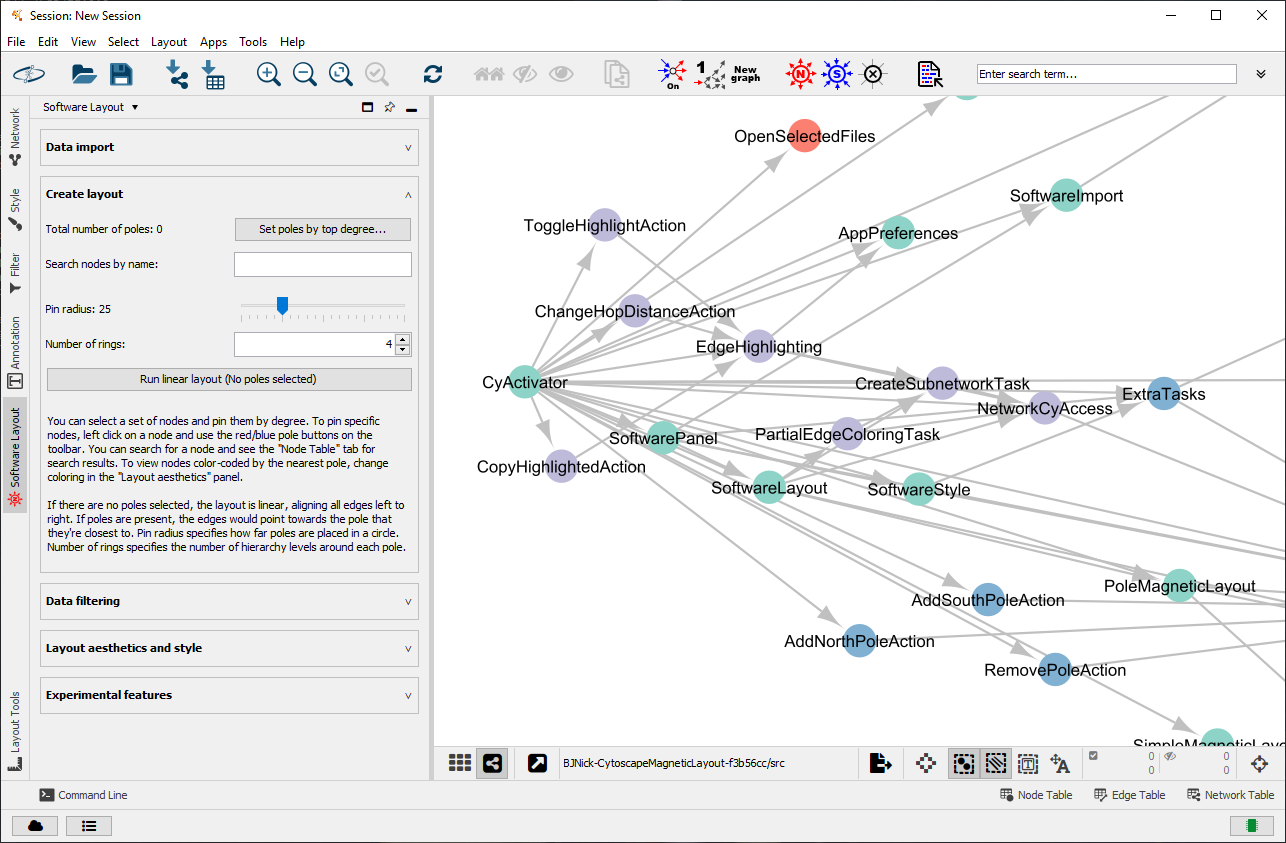 Session: New Session
File Edit View Select Layout Apps Tools Help
On
1
New
graph
N
S
Enter search term...
Network
Style
Filter
Annotation
Software Layout
Layout Tools
Software Layout
Data import
Create layout
Total number of poles: 0
Set poles by top degree...
Search nodes by name:
Pin radius: 25
Number of rings:
4
Run linear layout (No poles selected)
You can select a set of nodes and pin them by degree. To pin specific
nodes, left click on a node and use the red/blue pole buttons on the
toolbar. You can search for a node and see the "Node Table" tab for
search results. To view nodes color-coded by the nearest pole, change
coloring in the "Layout aesthetics" panel.
If there are no poles selected, the layout is linear, aligning all edges left to
right. If poles are present, the edges would point towards the pole that
they're closest to. Pin radius specifies how far poles are placed in a circle.
Number of rings specifies the number of hierarchy levels around each pole.
Data filtering
Layout aesthetics and style
Experimental features
OpenSelectedFiles
SoftwareImport
ToggleHighlightAction
AppPreferences
ChangeHopDistanceAction
EdgeHighlighting
CyActivator
CreateSubnetworkTask
ExtraTasks
NetworkCyAccess
SoftwarePanel
PartialEdgeColoringTask
CopyHighlightedAction
SoftwareLayout
SoftwareStyle
PoleMagneticLayout
AddSouthPoleAction
AddNorthPoleAction
RemovePoleAction
SimpleMagneticLayo
BJNick-CytoscapeMagneticLayout-f3b56cc/src
T
A
0
0
0
0
Command Line
Node Table
Edge Table
Network Table